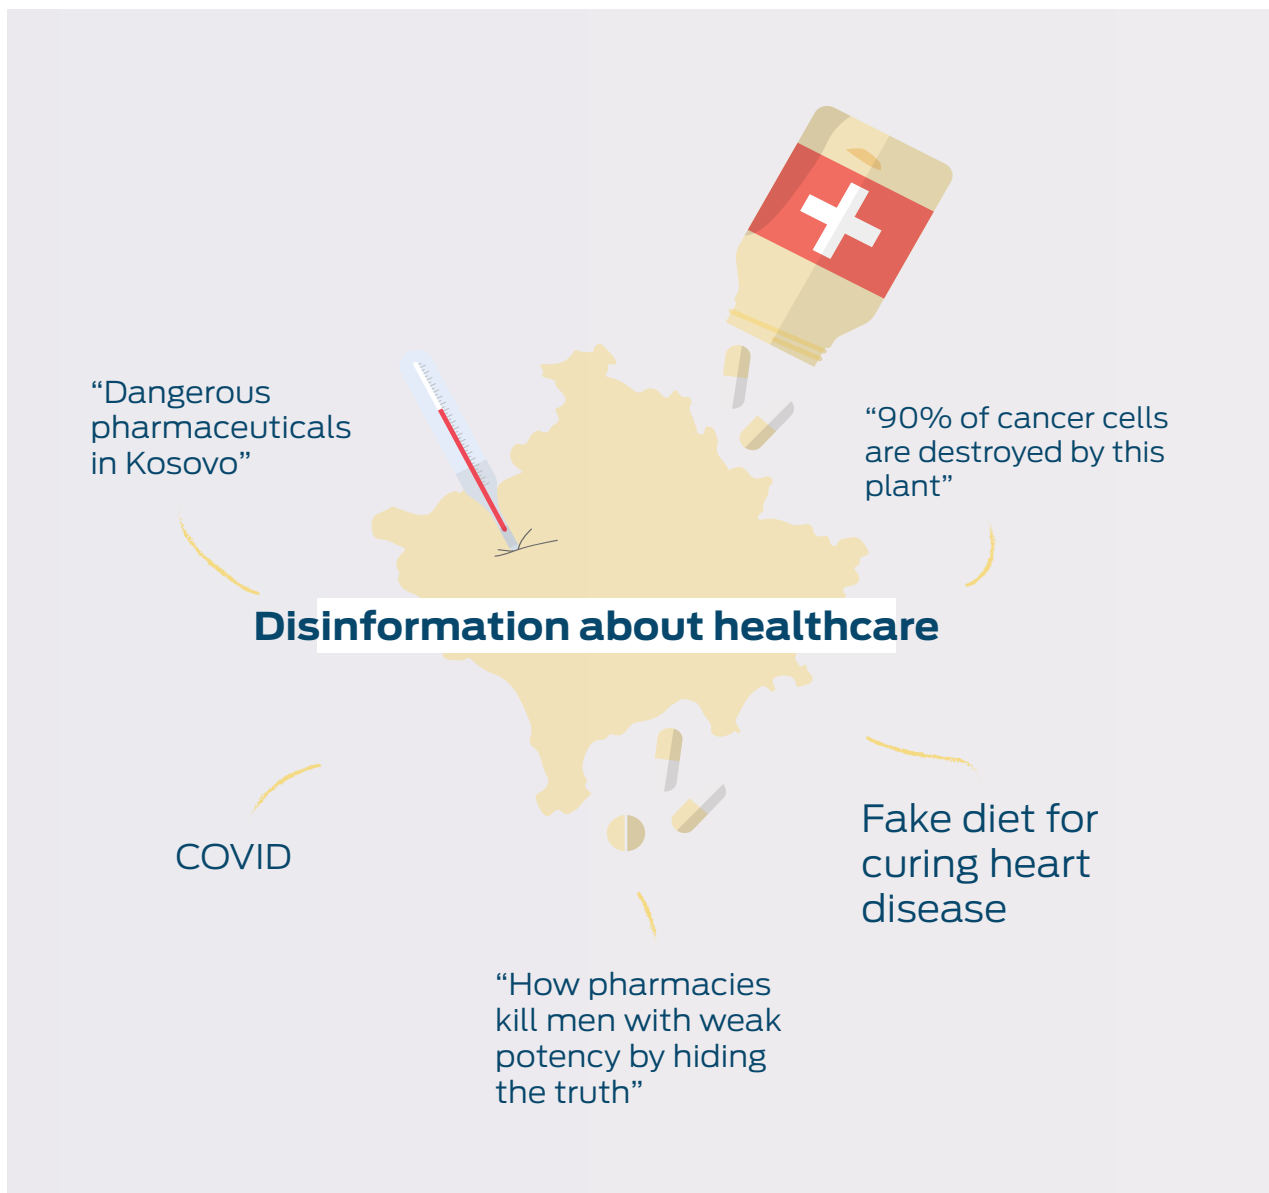 “Dangerous
pharmaceuticals
in Kosovo”
“90% of cancer cells
are destroyed by this
plant”
Disinformation about healthcare
COVID
Fake diet for
curing heart
disease
“How pharmacies
kill men with weak
potency by hiding
the truth”